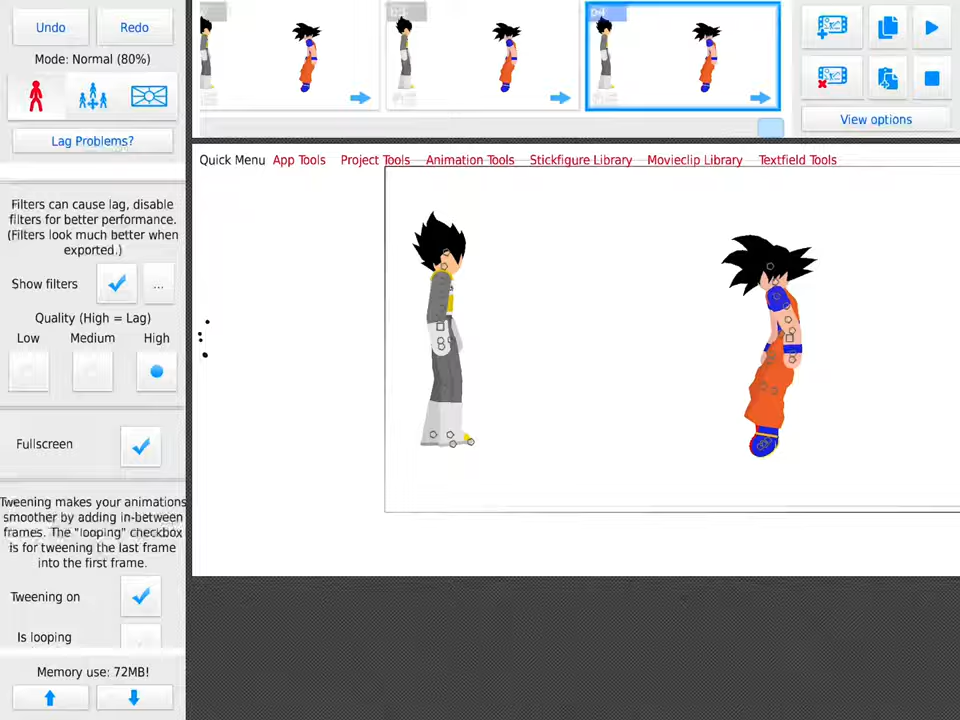 Undo
Redo
Mode: Normal (80%)
Lag Problems?
View options
Quick Menu
App Tools
Project Tools
Animation Tools
Stickfigure Library
Movieclip Library
Textfield Tools
Filters can cause lag, disable
filters for better performance.
(Filters look much better when
exported.)
Show filters
...
Quality (High = Lag)
Low
Medium
High
Fullscreen
Tweening makes your animations
smoother by adding in-between
frames. The "looping" checkbox
is for tweening the last frame
into the first frame.
Tweening on
Is looping
Memory use: 72MB!